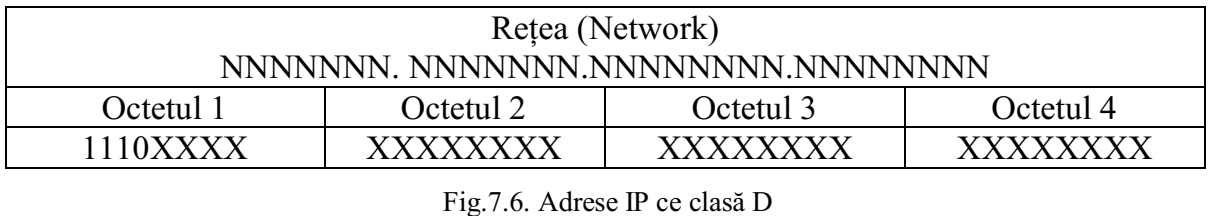 Rețea (Network)
NNNNNNN. NNNNNNN.NNNNNNNN.NNNNNNNN
Octetul 1 Octetul 2 Octetul 3 Octetul 4
1110XXXX XXXXXXXX XXXXXXXX XXXXXXXX
Fig.7.6. Adrese IP ce clasă D